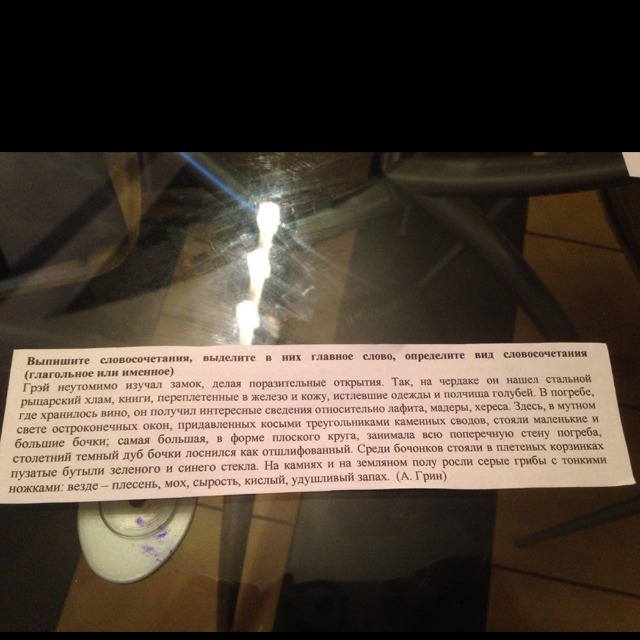 Выпишите словосочетания, выделите в них главное слово, определите вид словосочетания
(глагольное или именное)
Грэй неутомимо изучал замок, делая поразительные открытия. Так, на чердаке он нашел стальной
рыцарский хлам, книги, переплетенные в железо и кожу, истлевшие одежды и полчища голубей. В погребе,
где хранилось вино, он получил интересные сведения относительно лафита, мадеры, хереса. Здесь, в мутном
свете остроконечных окон, придавленных косыми треугольниками каменных сводов, стояли маленькие и
большие бочки; самая большая, в форме плоского круга, занимала всю поперечную стену погреба,
столетний темный дуб бочки лоснился как отшлифованный. Среди бочонков стояли в плетеных корзинках
пузатые бутыли зеленого и синего стекла. На камнях и на земляном полу росли серые грибы с тонкими
ножками: везде – плесень, мох, сырость, кислый, удушливый запах. (А. Грин)